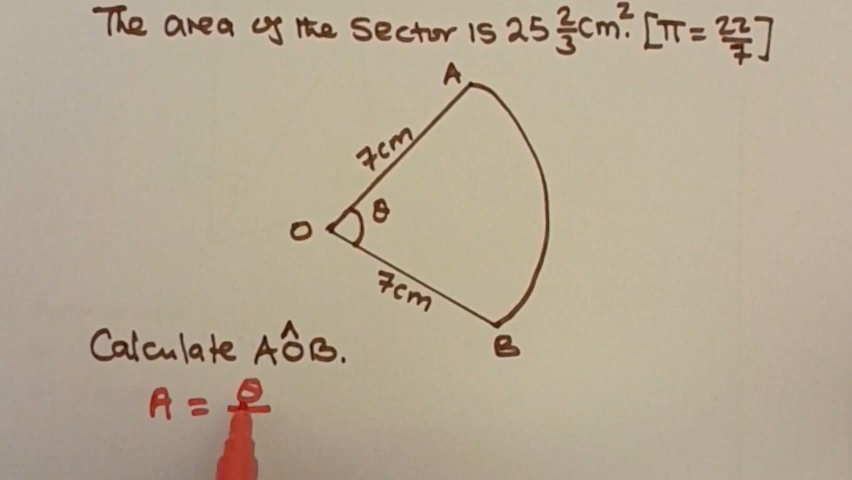 The area of the Sector is 25 2/3 cm². [π = 22/7]
A
7cm
θ
O
7cm
B
Calculate AÔB.
A = θ